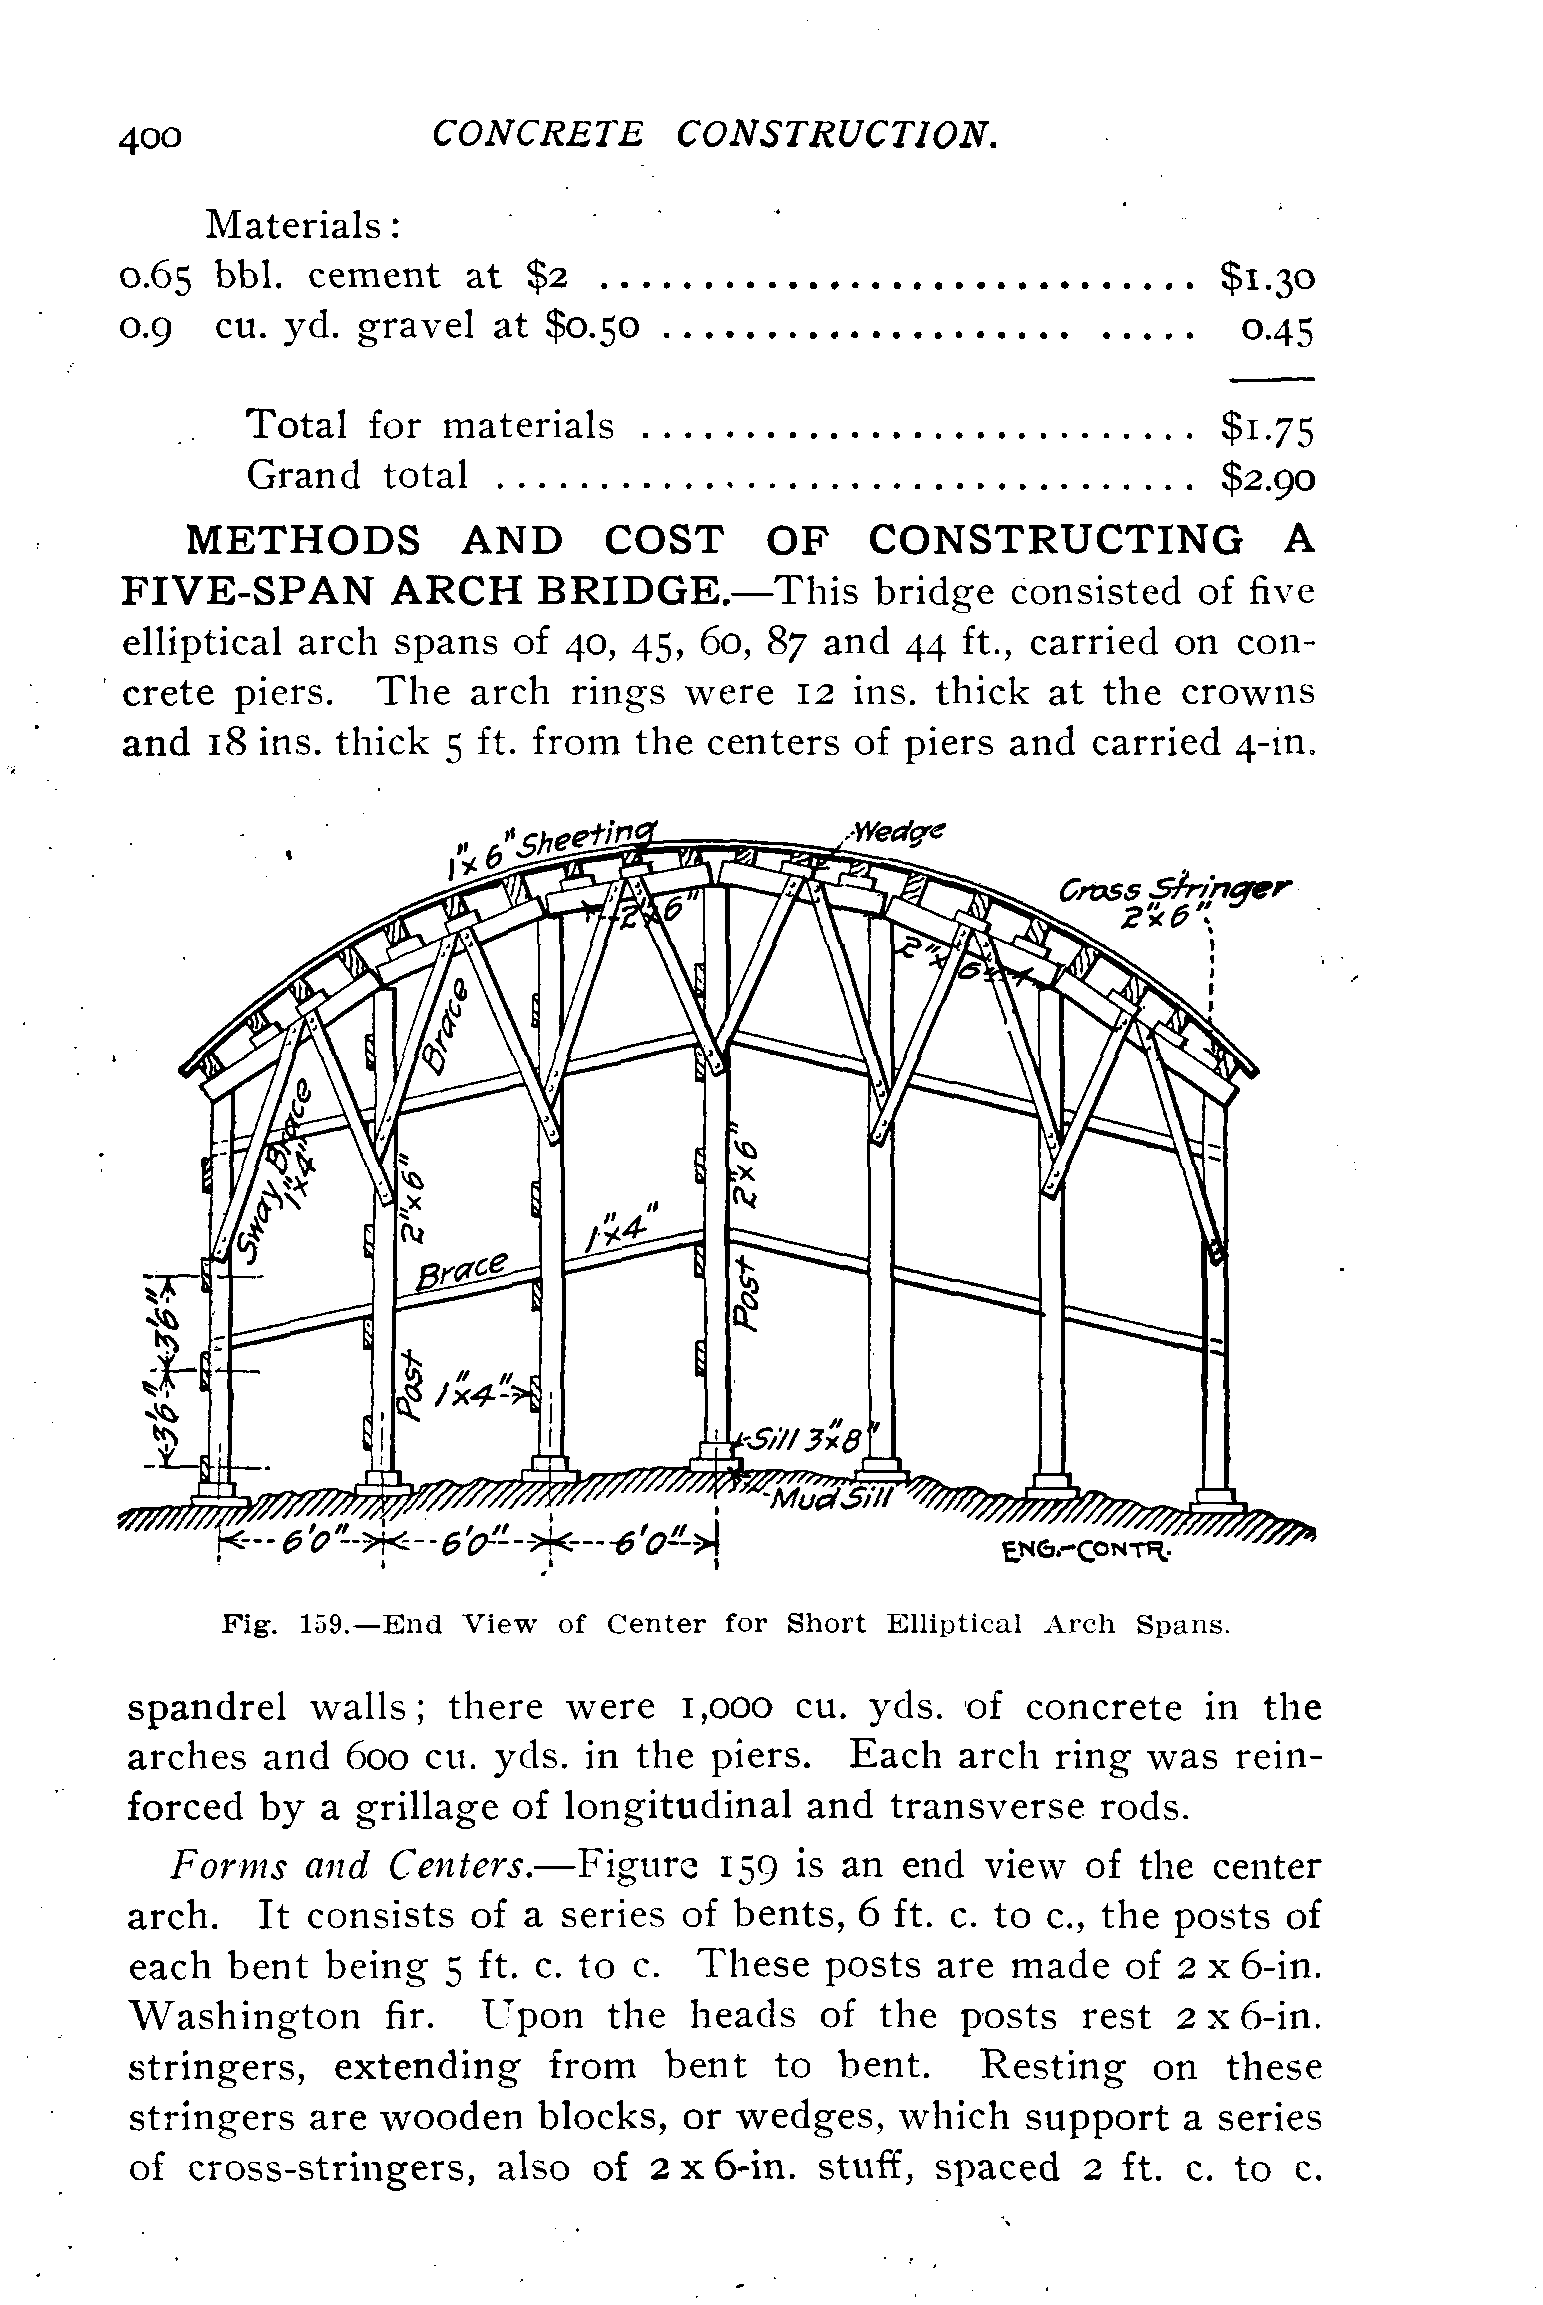 400 CONCRETE CONSTRUCTION.
Materials:
0.65 bbl. cement at $2 ............................. $1.30
0.9 cu. yd. gravel at $0.50 .................... ..... 0.45
Total for materials ........................... $1.75
Grand total .................................. $2.90
METHODS AND COST OF CONSTRUCTING A
FIVE-SPAN ARCH BRIDGE.—This bridge consisted of five
elliptical arch spans of 40, 45, 60, 87 and 44 ft., carried on con-
crete piers. The arch rings were 12 ins. thick at the crowns
and 18 ins. thick 5 ft. from the centers of piers and carried 4-in.
1"x6" Sheeting
Wedge
Cross Stringer
2"x6"
2"x6"
2"x6"
Brace
Sway Brace
1"x4"
2"x6"
2"x6"
1"x4"
Brace
Post
Post
3'6"
3'6"
1"x4"
Sill 3"x8"
Mud Sill
6'0" 6'0" 6'0"
ENG.-CONTR.
Fig. 159.—End View of Center for Short Elliptical Arch Spans.
spandrel walls; there were 1,000 cu. yds. of concrete in the
arches and 600 cu. yds. in the piers. Each arch ring was rein-
forced by a grillage of longitudinal and transverse rods.
Forms and Centers.—Figure 159 is an end view of the center
arch. It consists of a series of bents, 6 ft. c. to c., the posts of
each bent being 5 ft. c. to c. These posts are made of 2 x 6-in.
Washington fir. Upon the heads of the posts rest 2 x 6-in.
stringers, extending from bent to bent. Resting on these
stringers are wooden blocks, or wedges, which support a series
of cross-stringers, also of 2 x 6-in. stuff, spaced 2 ft. c. to c.